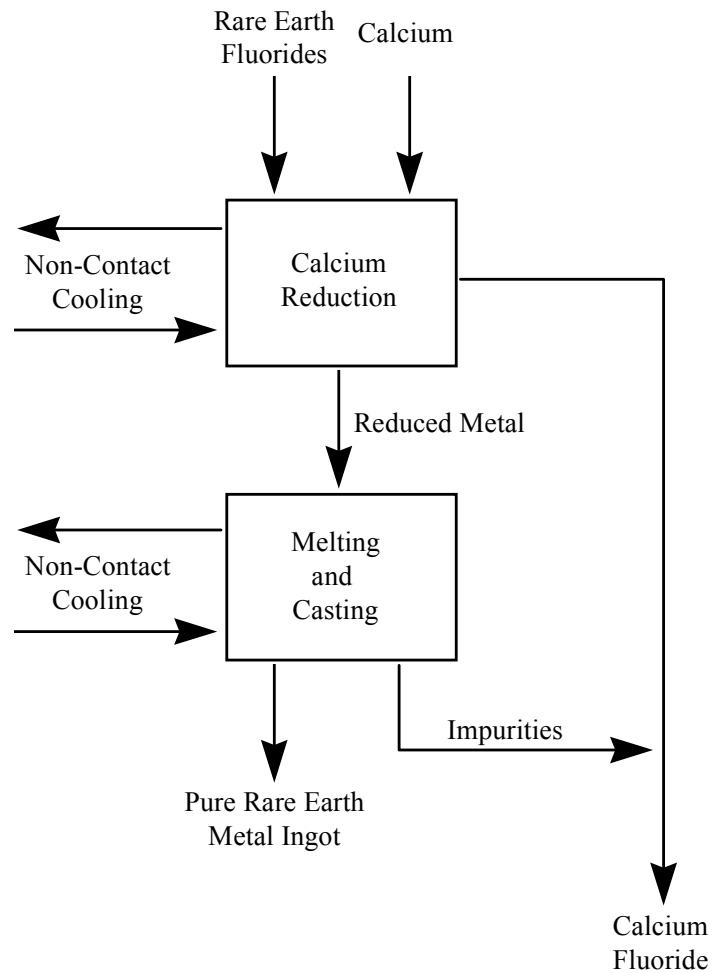 Rare Earth
Fluorides
Calcium
Non-Contact
Cooling
Calcium
Reduction
Reduced Metal
Non-Contact
Cooling
Melting
and
Casting
Impurities
Pure Rare Earth
Metal Ingot
Calcium
Fluoride